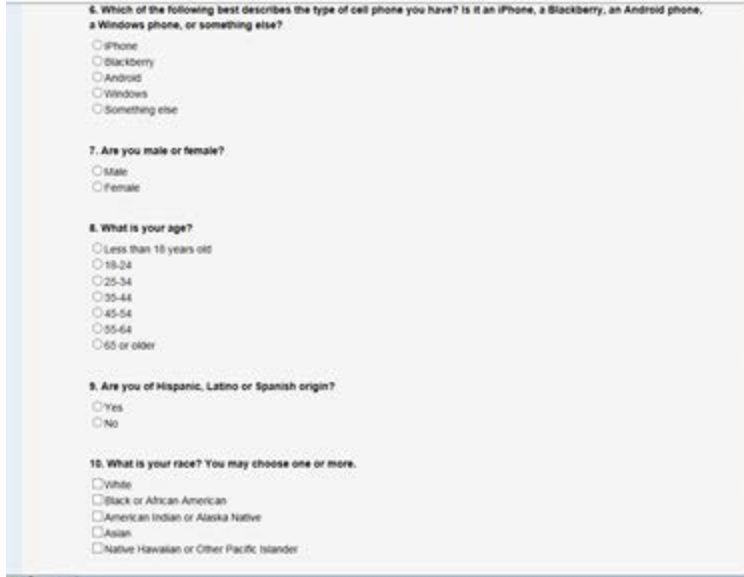 6. Which of the following best describes the type of cell phone you have? Is it an iPhone, a Blackberry, an Android phone,
a Windows phone, or something else?
iPhone
Blackberry
Android
Windows
Something else
7. Are you male or female?
Male
Female
8. What is your age?
Less than 18 years old
18-24
25-34
35-44
45-54
55-64
65 or older
9. Are you of Hispanic, Latino or Spanish origin?
Yes
No
10. What is your race? You may choose one or more.
White
Black or African American
American Indian or Alaska Native
Asian
Native Hawaiian or Other Pacific Islander